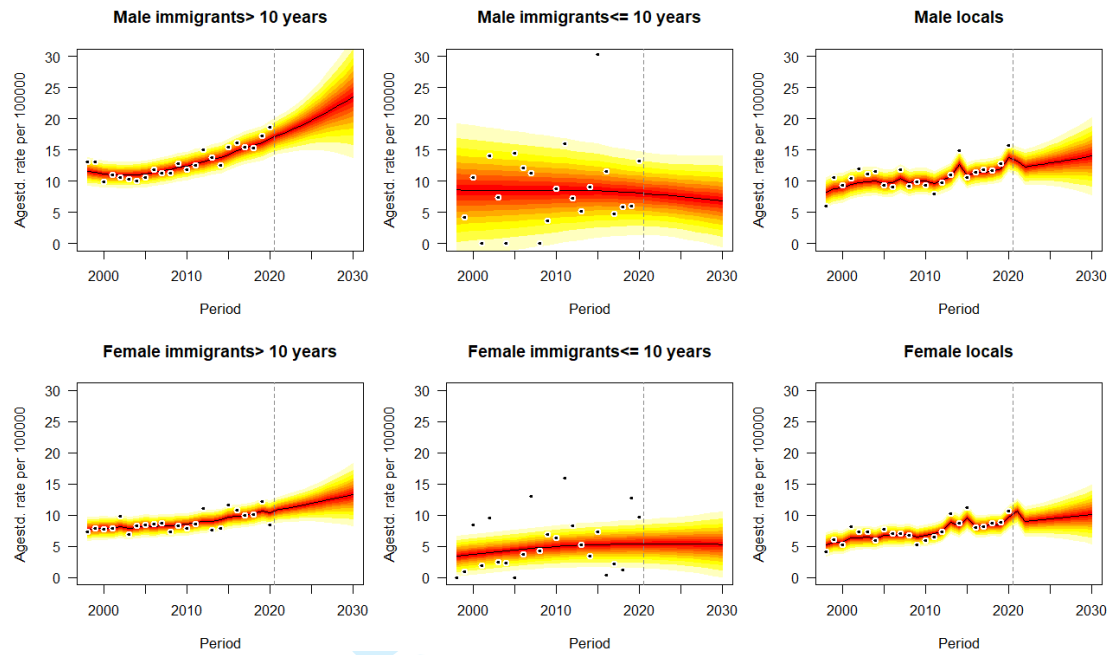 Male immigrants> 10 years
Male immigrants<= 10 years
Male locals
Agestd. rate per 100000
30
25
20
15
10
5
0
2000 2010 2020 2030
Period
Agestd. rate per 100000
30
25
20
15
10
5
0
2000 2010 2020 2030
Period
Agestd. rate per 100000
30
25
20
15
10
5
0
2000 2010 2020 2030
Period
Female immigrants> 10 years
Female immigrants<= 10 years
Female locals
Agestd. rate per 100000
30
25
20
15
10
5
0
2000 2010 2020 2030
Period
Agestd. rate per 100000
30
25
20
15
10
5
0
2000 2010 2020 2030
Period
Agestd. rate per 100000
30
25
20
15
10
5
0
2000 2010 2020 2030
Period